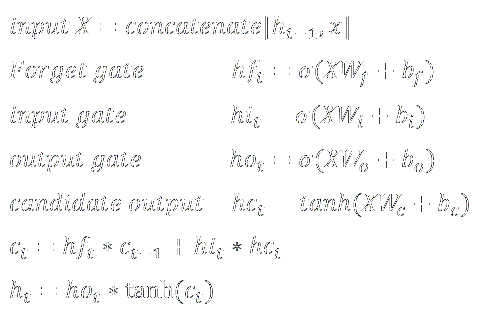 input X = concatenate[h_{t-1}, x]
Forget gate hf_t = σ(XW_f + b_f)
input gate hi_t = σ(XW_i + b_i)
output gate ho_t = σ(XW_o + b_o)
candidate output hc_t = tanh(XW_c + b_c)
c_t = hf_t * c_{t-1} + hi_t * hc_t
h_t = ho_t * tanh(c_t)